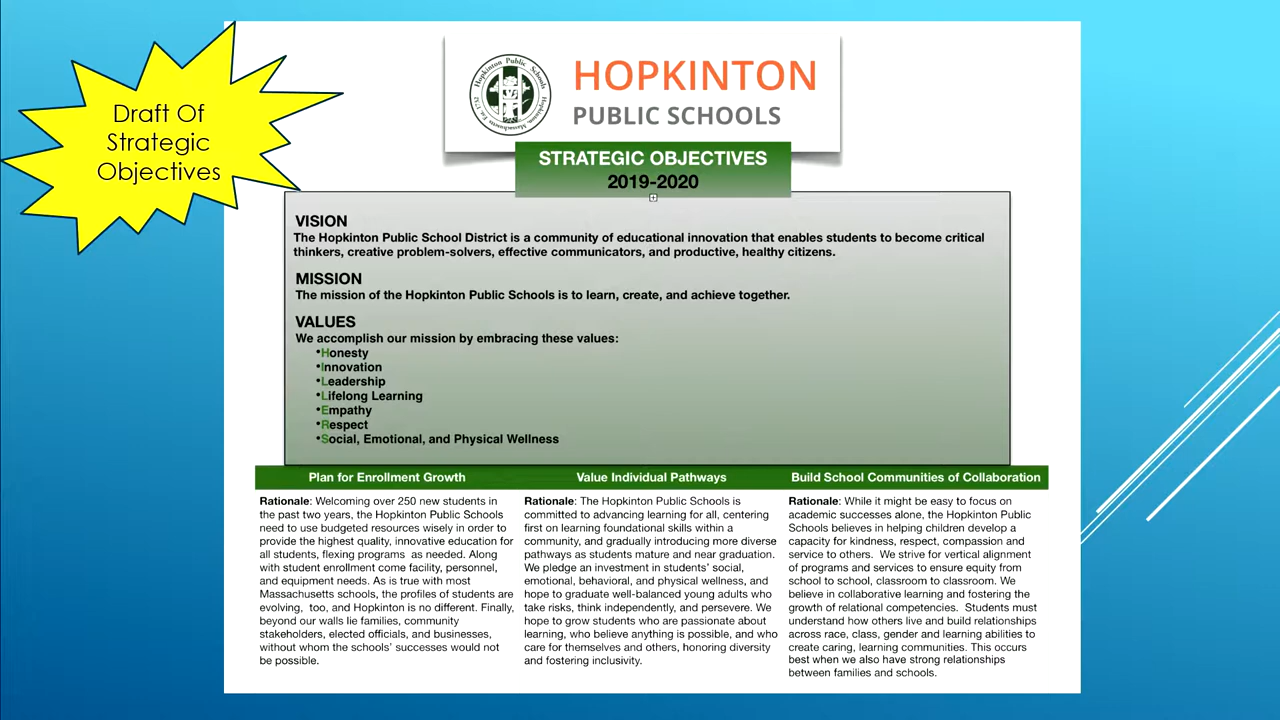 Draft Of
Strategic
Objectives
Hopkinton Public Schools
Hopkinton, Massachusetts
HOPKINTON
PUBLIC SCHOOLS
STRATEGIC OBJECTIVES
2019-2020
VISION
The Hopkinton Public School District is a community of educational innovation that enables students to become critical
thinkers, creative problem-solvers, effective communicators, and productive, healthy citizens.
MISSION
The mission of the Hopkinton Public Schools is to learn, create, and achieve together.
VALUES
We accomplish our mission by embracing these values:
•Honesty
•Innovation
•Leadership
•Lifelong Learning
•Empathy
•Respect
•Social, Emotional, and Physical Wellness
Plan for Enrollment Growth
Rationale: Welcoming over 250 new students in
the past two years, the Hopkinton Public Schools
need to use budgeted resources wisely in order to
provide the highest quality, innovative education for
all students, flexing programs as needed. Along
with student enrollment come facility, personnel,
and equipment needs. As is true with most
Massachusetts schools, the profiles of students are
evolving, too, and Hopkinton is no different. Finally,
beyond our walls lie families, community
stakeholders, elected officials, and businesses,
without whom the schools' successes would not
be possible.
Value Individual Pathways
Rationale: The Hopkinton Public Schools is
committed to advancing learning for all, centering
first on learning foundational skills within a
community, and gradually introducing more diverse
pathways as students mature and near graduation.
We pledge an investment in students' social,
emotional, behavioral, and physical wellness, and
hope to graduate well-balanced young adults who
take risks, think independently, and persevere. We
hope to grow students who are passionate about
learning, who believe anything is possible, and who
care for themselves and others, honoring diversity
and fostering inclusivity.
Build School Communities of Collaboration
Rationale: While it might be easy to focus on
academic successes alone, the Hopkinton Public
Schools believes in helping children develop a
capacity for kindness, respect, compassion and
service to others. We strive for vertical alignment
of programs and services to ensure equity from
school to school, classroom to classroom. We
believe in collaborative learning and fostering the
growth of relational competencies. Students must
understand how others live and build relationships
across race, class, gender and learning abilities to
create caring, learning communities. This occurs
best when we also have strong relationships
between families and schools.